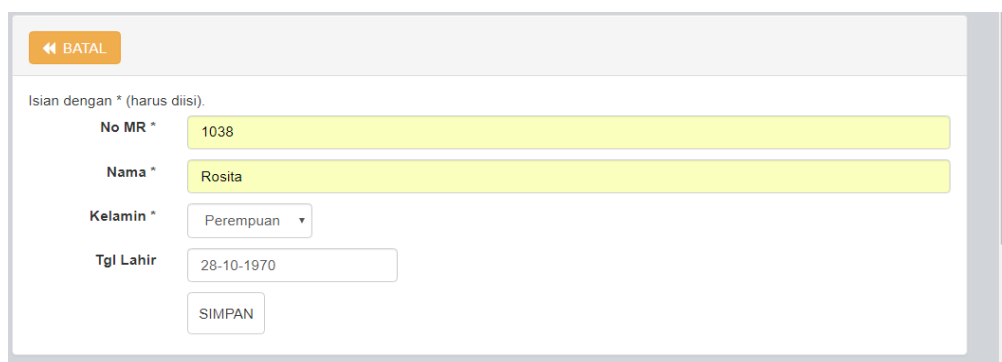 BATAL
Isian dengan * (harus diisi).
No MR * 1038
Nama * Rosita
Kelamin * Perempuan
Tgl Lahir 28-10-1970
SIMPAN